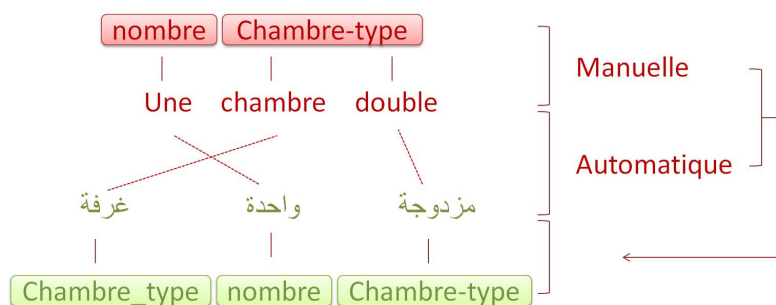 nombre Chambre-type
Manuelle
Une chambre double
Automatique
غرفة واحدة مزدوجة
Chambre_type nombre Chambre-type